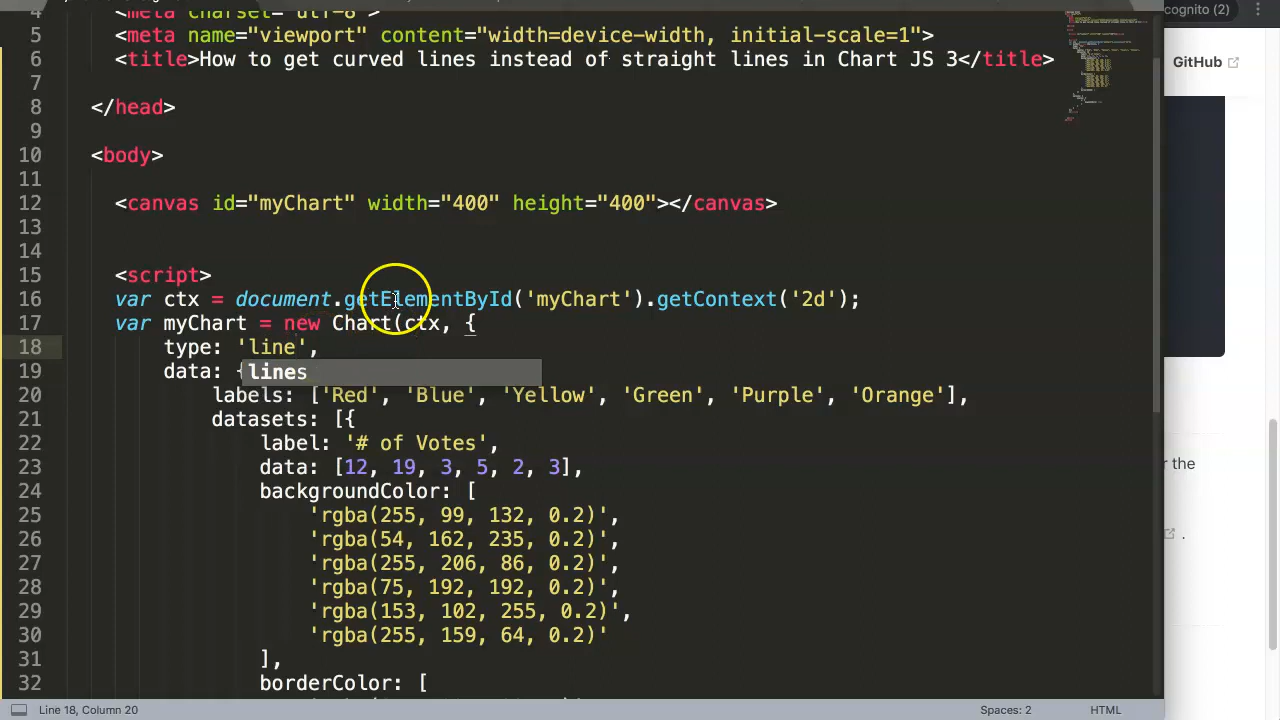 cognito (2)
GitHub
4 <meta charset="utf-8">
5 <meta name="viewport" content="width=device-width, initial-scale=1">
6 <title>How to get curves lines instead of straight lines in Chart JS 3</title>
7
8 </head>
9
10 <body>
11
12 <canvas id="myChart" width="400" height="400"></canvas>
13
14
15 <script>
16 var ctx = document.getElementById('myChart').getContext('2d');
17 var myChart = new Chart(ctx, {
18 type: 'line',
19 data: {
lines
20 labels: ['Red', 'Blue', 'Yellow', 'Green', 'Purple', 'Orange'],
21 datasets: [{
22 label: '# of Votes',
23 data: [12, 19, 3, 5, 2, 3],
24 backgroundColor: [
25 'rgba(255, 99, 132, 0.2)',
26 'rgba(54, 162, 235, 0.2)',
27 'rgba(255, 206, 86, 0.2)',
28 'rgba(75, 192, 192, 0.2)',
29 'rgba(153, 102, 255, 0.2)',
30 'rgba(255, 159, 64, 0.2)'
31 ],
32 borderColor: [
r the
.
Line 18, Column 20
Spaces: 2
HTML